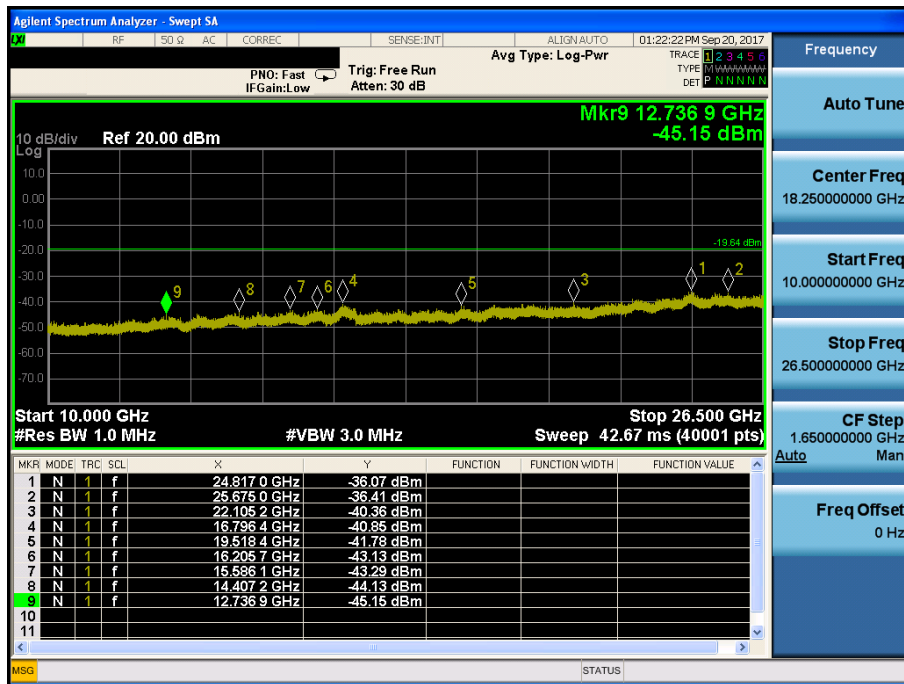 Agilent Spectrum Analyzer - Swept SA
LXI RF 50 Ω AC CORREC SENSE:INT ALIGN AUTO 01:22:22 PM Sep 20, 2017
Frequency
Avg Type: Log-Pwr
TRACE 1 2 3 4 5 6
PNO: Fast Trig: Free Run
TYPE M W W W W W
IFGain:Low Atten: 30 dB
DET P N N N N N
Auto Tune
Mkr9 12.736 9 GHz
10 dB/div Ref 20.00 dBm -45.15 dBm
Log
10.0
0.00
-10.0
-20.0
-30.0
-40.0
-50.0
-60.0
-70.0
-19.64 dBm
9 8 7 6 4 5 3 1 2
Center Freq
18.250000000 GHz
Start Freq
10.000000000 GHz
Stop Freq
26.500000000 GHz
Start 10.000 GHz Stop 26.500 GHz
#Res BW 1.0 MHz #VBW 3.0 MHz Sweep 42.67 ms (40001 pts)
CF Step
1.650000000 GHz
Auto Man
Freq Offset
0 Hz
MKR MODE TRC SCL X Y FUNCTION FUNCTION WIDTH FUNCTION VALUE
1 N 1 f 24.817 0 GHz -36.07 dBm
2 N 1 f 25.675 0 GHz -36.41 dBm
3 N 1 f 22.105 2 GHz -40.36 dBm
4 N 1 f 16.796 4 GHz -40.85 dBm
5 N 1 f 19.518 4 GHz -41.78 dBm
6 N 1 f 16.205 7 GHz -43.13 dBm
7 N 1 f 15.586 1 GHz -43.29 dBm
8 N 1 f 14.407 2 GHz -44.13 dBm
9 N 1 f 12.736 9 GHz -45.15 dBm
10
11
MSG STATUS